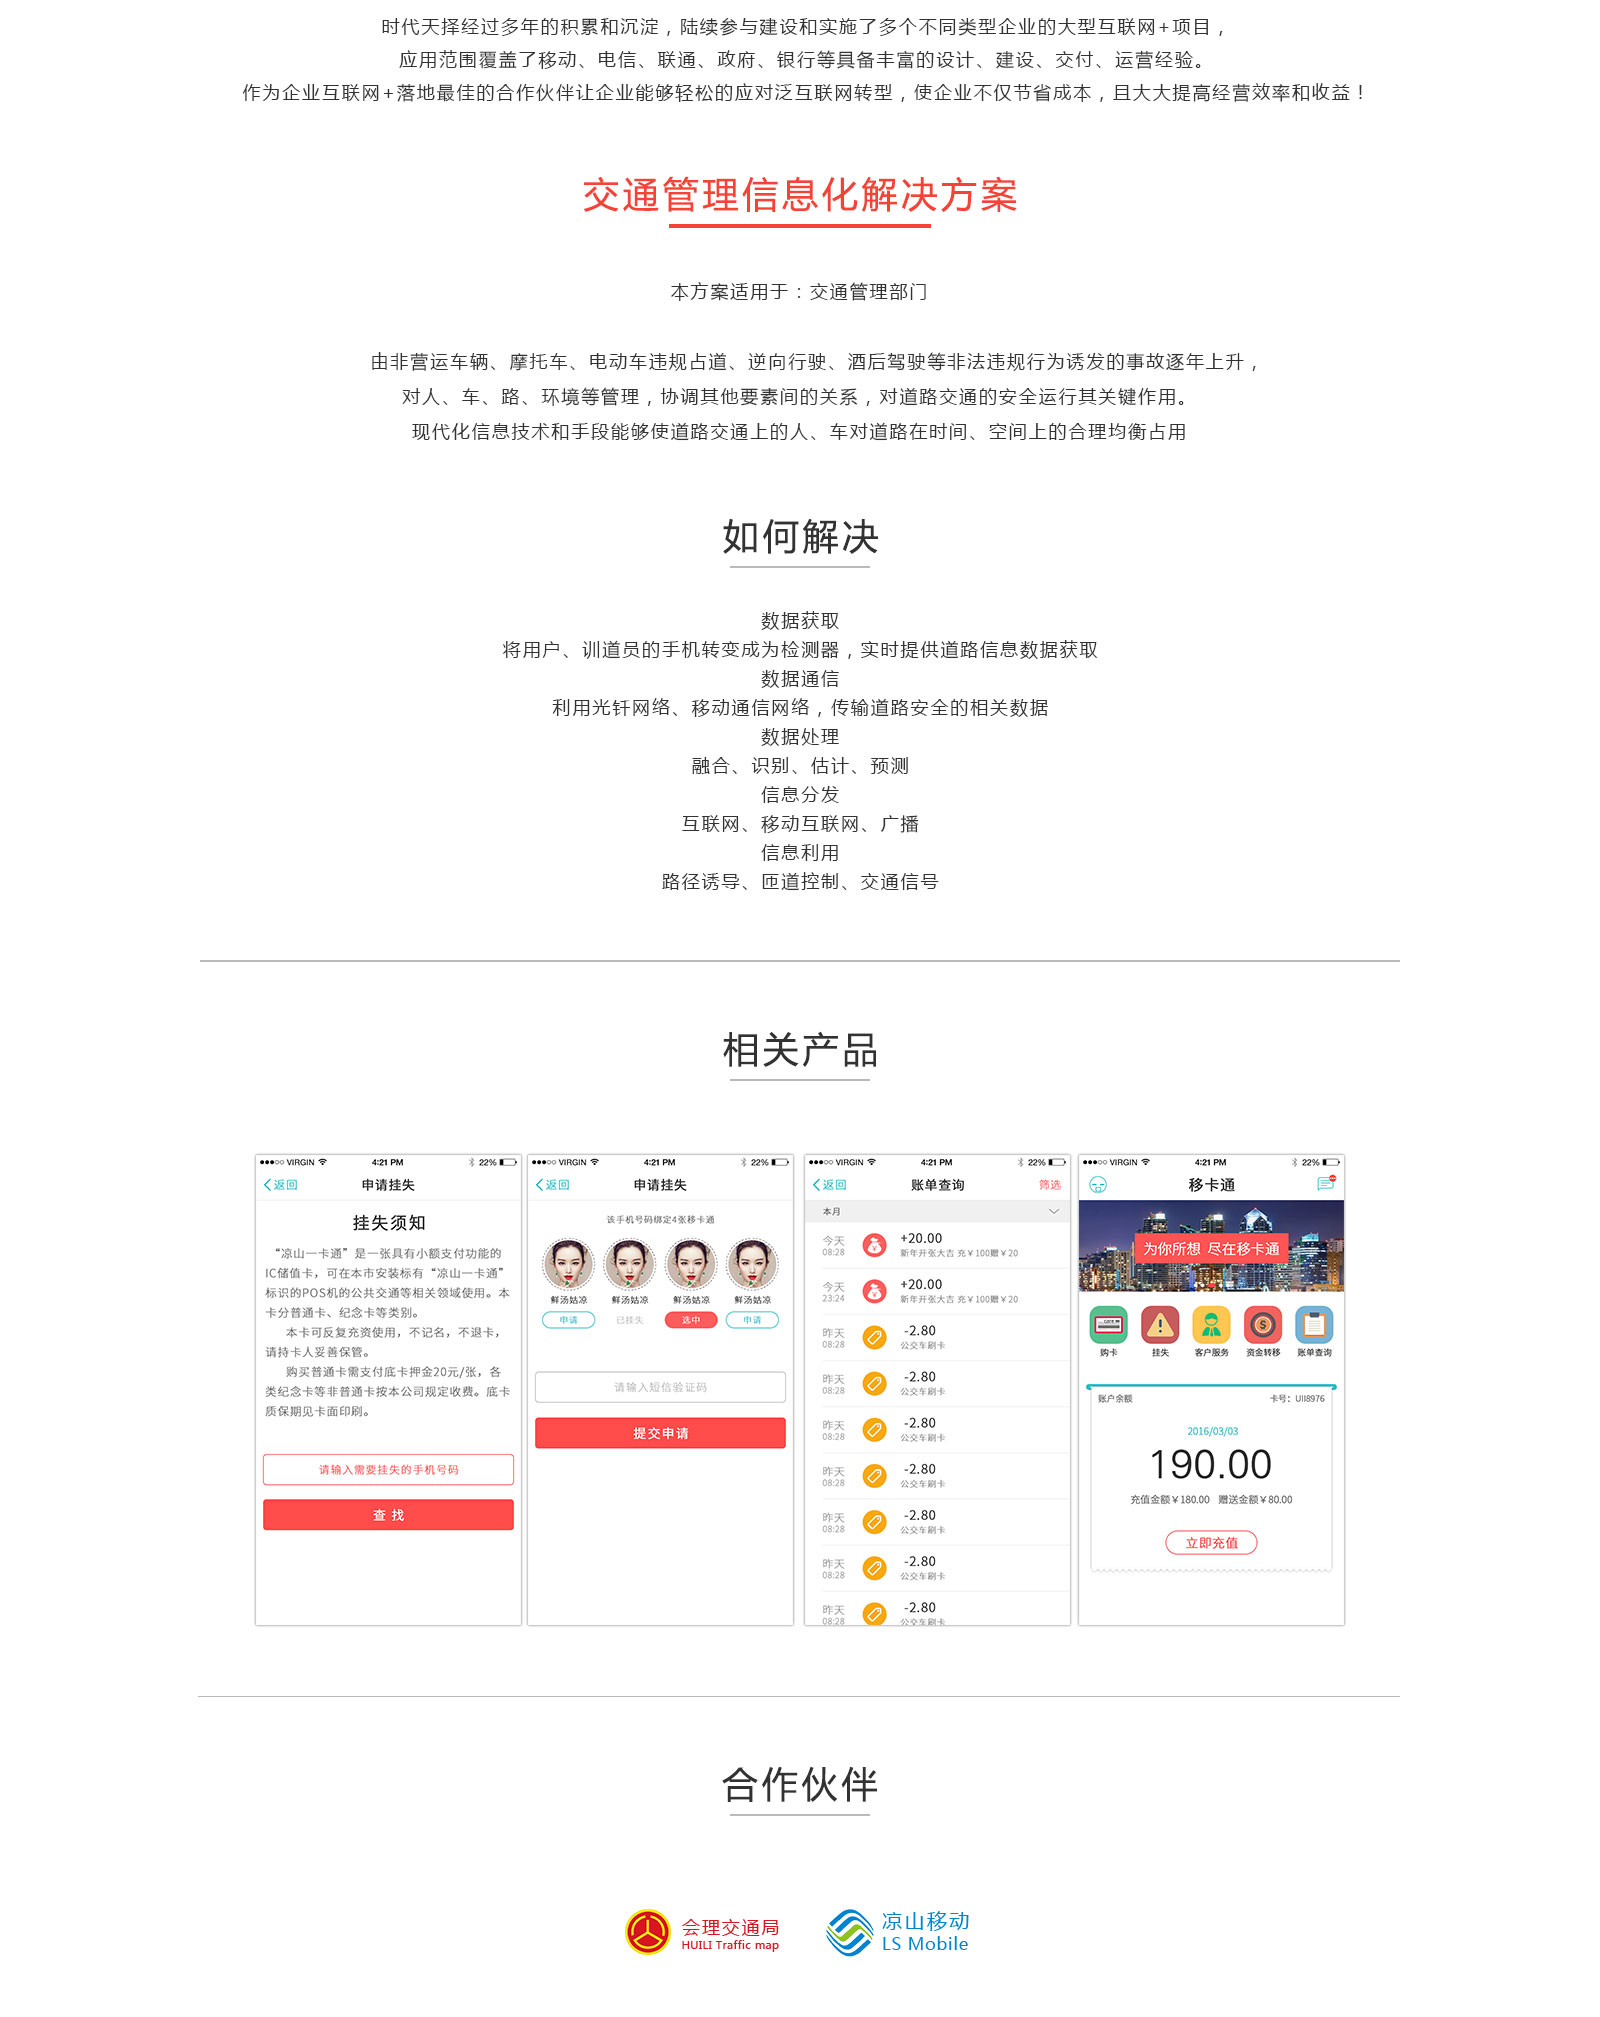 时代天择经过多年的积累和沉淀，陆续参与建设和实施了多个不同类型企业的大型互联网+项目，
应用范围覆盖了移动、电信、联通、政府、银行等具备丰富的设计、建设、交付、运营经验。
作为企业互联网+落地最佳的合作伙伴让企业能够轻松的应对泛互联网转型，使企业不仅节省成本，且大大提高经营效率和收益！
交通管理信息化解决方案
本方案适用于：交通管理部门
由非营运车辆、摩托车、电动车违规占道、逆向行驶、酒后驾驶等非法违规行为诱发的事故逐年上升，
对人、车、路、环境等管理，协调其他要素间的关系，对道路交通的安全运行其关键作用。
现代化信息技术和手段能够使道路交通上的人、车对道路在时间、空间上的合理均衡占用
如何解决
数据获取
将用户、训道员的手机转变成为检测器，实时提供道路信息数据获取
数据通信
利用光钎网络、移动通信网络，传输道路安全的相关数据
数据处理
融合、识别、估计、预测
信息分发
互联网、移动互联网、广播
信息利用
路径诱导、匝道控制、交通信号
相关产品
VIRGIN 4:21 PM 22%
返回 申请挂失
挂失须知
“凉山一卡通”是一张具有小额支付功能的
IC储值卡，可在本市安装标有“凉山一卡通”
标识的POS机的公共交通等相关领域使用。本
卡分普通卡、纪念卡等类别。
本卡可反复充资使用，不记名，不退卡，
请持卡人妥善保管。
购买普通卡需支付底卡押金20元/张，各
类纪念卡等非普通卡按本公司规定收费。底卡
质保期见卡面印刷。
请输入需要挂失的手机号码
查 找
VIRGIN 4:21 PM 22%
返回 申请挂失
该手机号码绑定4张移卡通
鲜汤姑凉 鲜汤姑凉 鲜汤姑凉 鲜汤姑凉
申请 已挂失 选中 申请
请输入短信验证码
提交申请
VIRGIN 4:21 PM 22%
返回 账单查询 筛选
本月
今天 +20.00
08:28 新年开张大吉 充￥100赠￥20
今天 +20.00
23:24 新年开张大吉 充￥100赠￥20
昨天 -2.80
08:28 公交车刷卡
昨天 -2.80
08:28 公交车刷卡
昨天 -2.80
08:28 公交车刷卡
昨天 -2.80
08:28 公交车刷卡
昨天 -2.80
08:28 公交车刷卡
昨天 -2.80
08:28 公交车刷卡
昨天 -2.80
08:28 公交车刷卡
VIRGIN 4:21 PM 22%
移卡通
为你所想 尽在移卡通
购卡 挂失 客户服务 资金转移 账单查询
账户余额 卡号：UII8976
2016/03/03
190.00
充值金额￥180.00 赠送金额￥80.00
立即充值
合作伙伴
会理交通局
HUILI Traffic map
凉山移动
LS Mobile